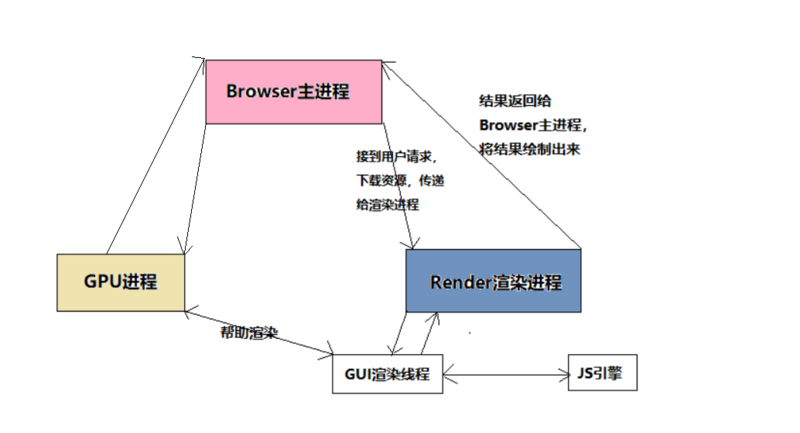 Browser主进程
结果返回给
Browser主进程，
将结果绘制出来
接到用户请求，
下载资源，传递
给渲染进程
GPU进程
Render渲染进程
帮助渲染
GUI渲染线程
JS引擎